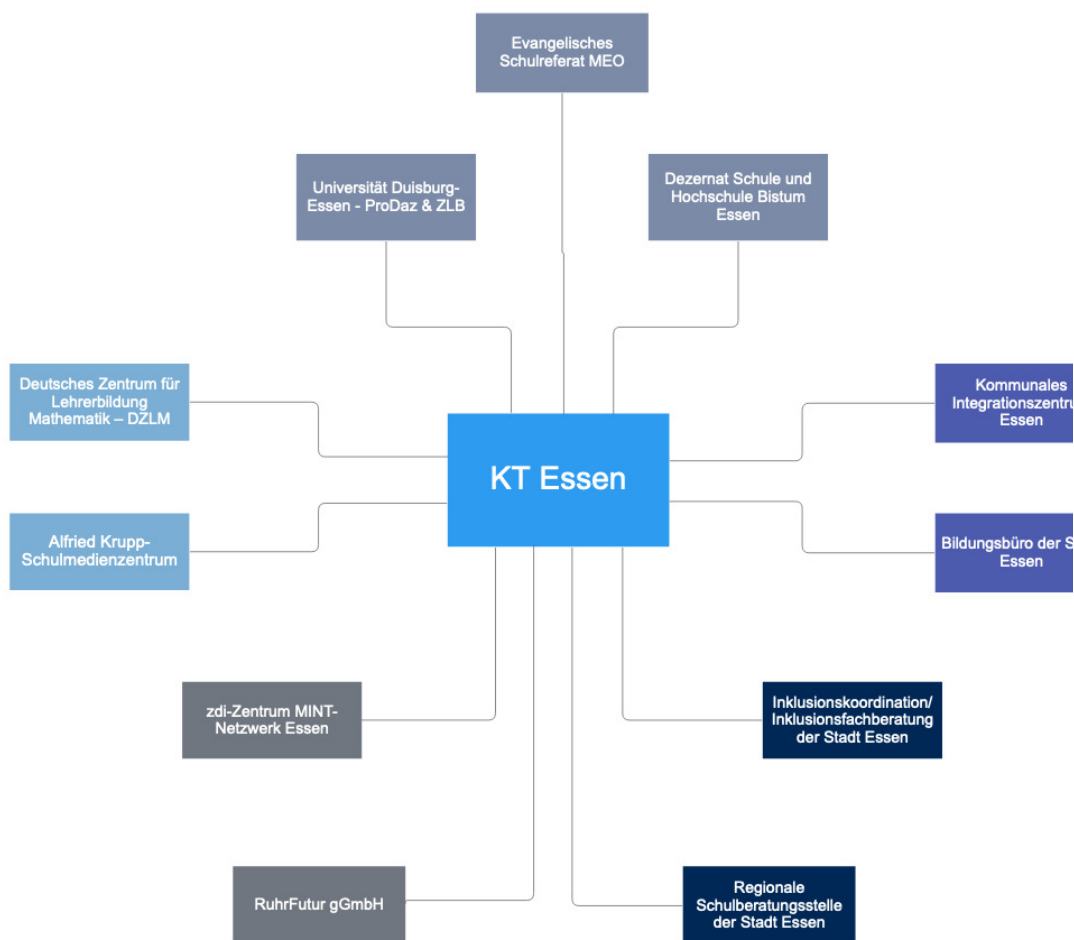 Evangelisches
Schulreferat MEO
Universität Duisburg-
Essen - ProDaz & ZLB
Dezernat Schule und
Hochschule Bistum
Essen
Deutsches Zentrum für
Lehrerbildung
Mathematik – DZLM
Kommunales
Essen
KT Essen
Alfried Krupp-
Schulmedienzentrum
Bildungsbüro der
Essen
zdi-Zentrum MINT-
Netzwerk Essen
Inklusionskoordination/
Inklusionsfachberatung
der Stadt Essen
RuhrFutur gGmbH
Regionale
Schulberatungsstelle
der Stadt Essen